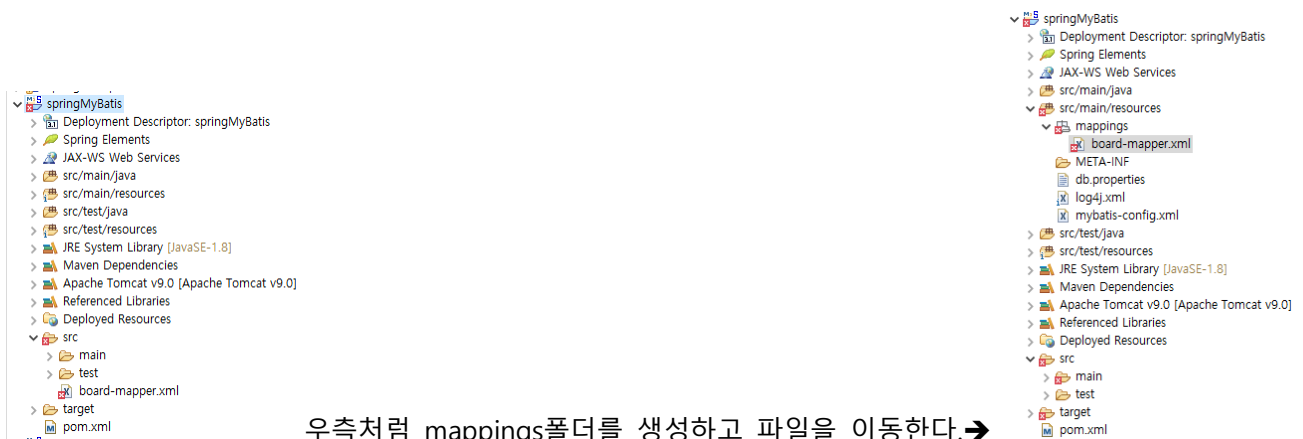 springMyBatis
Deployment Descriptor: springMyBatis
Spring Elements
JAX-WS Web Services
src/main/java
src/main/resources
src/test/java
src/test/resources
JRE System Library [JavaSE-1.8]
Maven Dependencies
Apache Tomcat v9.0 [Apache Tomcat v9.0]
Referenced Libraries
Deployed Resources
src
main
test
board-mapper.xml
target
pom.xml
우측처럼 mappings폴더를 생성하고 파일을 이동한다.➔
springMyBatis
Deployment Descriptor: springMyBatis
Spring Elements
JAX-WS Web Services
src/main/java
src/main/resources
mappings
board-mapper.xml
META-INF
db.properties
log4j.xml
mybatis-config.xml
src/test/java
src/test/resources
JRE System Library [JavaSE-1.8]
Maven Dependencies
Apache Tomcat v9.0 [Apache Tomcat v9.0]
Referenced Libraries
Deployed Resources
src
main
test
target
pom.xml